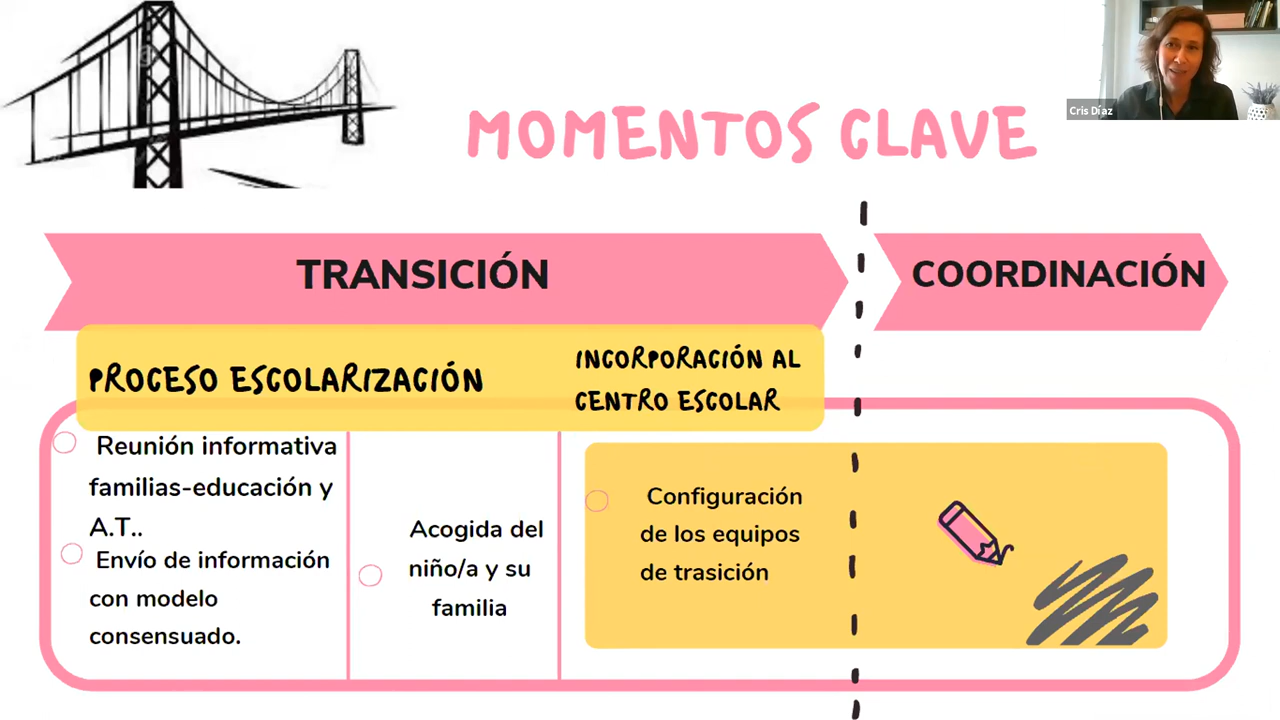 Cris Díaz
MOMENTOS CLAVE
TRANSICIÓN
COORDINACIÓN
PROCESO ESCOLARIZACIÓN
INCORPORACIÓN AL
CENTRO ESCOLAR
Reunión informativa
familias-educación y
A.T..
Envío de información
con modelo
consensuado.
Acogida del
niño/a y su
familia
Configuración
de los equipos
de trasición